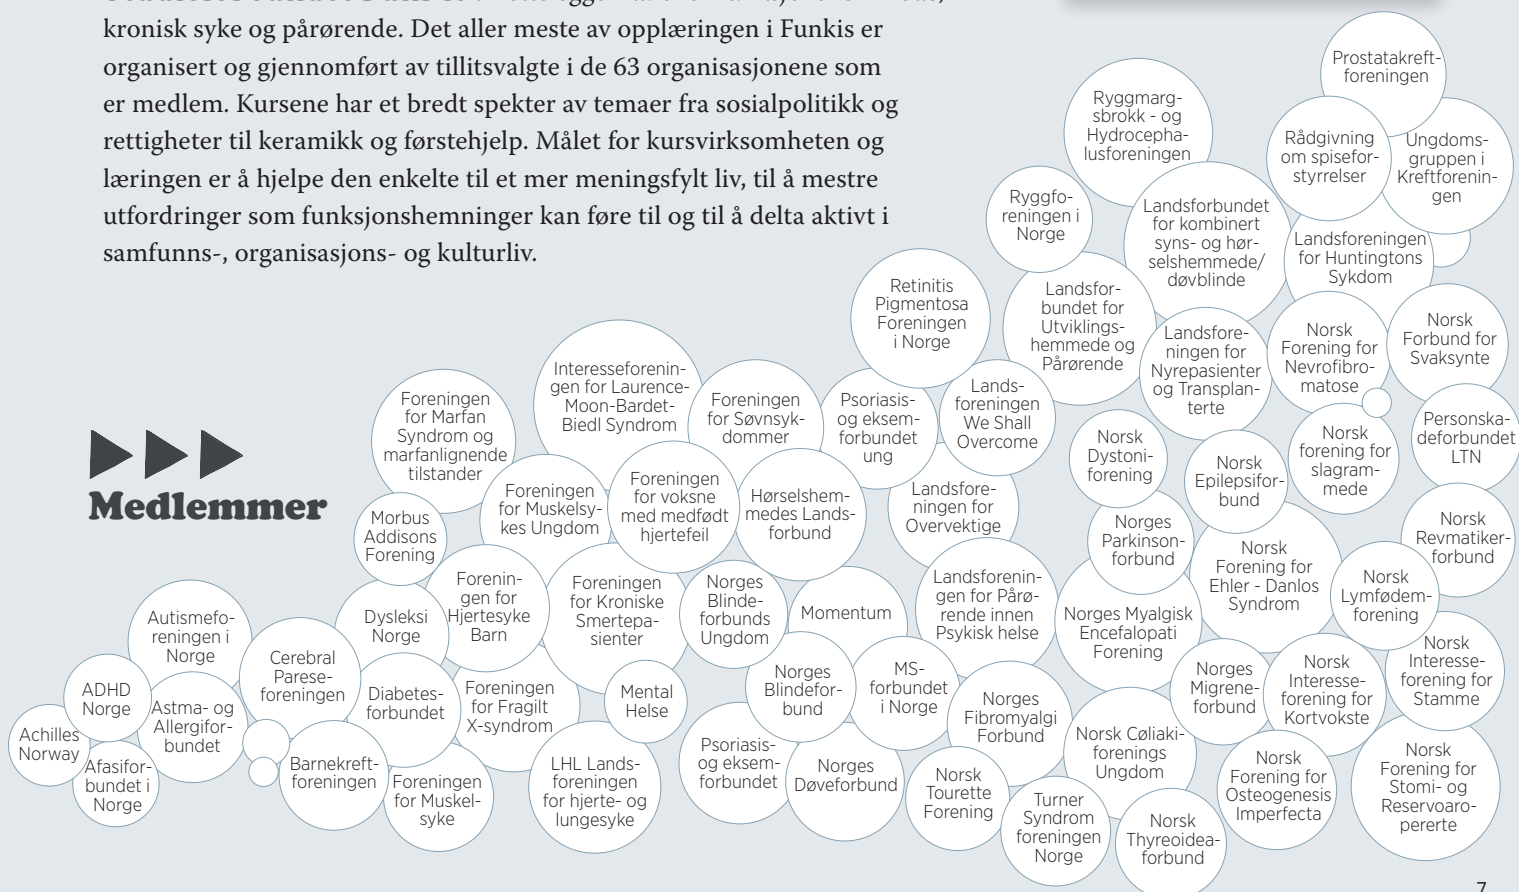 kronisk syke og pårørende. Det aller meste av opplæringen i Funkis er
organisert og gjennomført av tillitsvalgte i de 63 organisasjonene som
er medlem. Kursene har et bredt spekter av temaer fra sosialpolitikk og
rettigheter til keramikk og førstehjelp. Målet for kursvirksomheten og
læringen er å hjelpe den enkelte til et mer meningsfylt liv, til å mestre
utfordringer som funksjonshemninger kan føre til og til å delta aktivt i
samfunns-, organisasjons- og kulturliv.
Medlemmer
Prostatakreft-
foreningen
Ryggmarg-
sbrokk - og
Hydrocepha-
lusforeningen
Rådgivning
om spisefor-
styrrelser
Ungdoms-
gruppen i
Kreftforenin-
gen
Ryggfo-
reningen i
Norge
Landsforbundet
for kombinert
syns- og hør-
selshemmede/
døvblinde
Landsforeningen
for Huntingtons
Sykdom
Retinitis
Pigmentosa
Foreningen
i Norge
Landsfor-
bundet for
Utviklings-
hemmede og
Pårørende
Landsfore-
ningen for
Nyrepasienter
og Transplan-
terte
Norsk
Forening for
Nevrofibro-
matose
Norsk
Forbund for
Svaksynte
Interesseforenin-
gen for Laurence-
Moon-Bardet-
Biedl Syndrom
Foreningen
for Marfan
Syndrom og
marfanlignende
tilstander
Foreningen
for Søvnsyk-
dommer
Psoriasis-
og eksem-
forbundet
ung
Lands-
foreningen
We Shall
Overcome
Norsk
Dystoni-
forening
Norsk
Epilepsifor-
bund
Norsk
forening for
slagram-
mede
Personska-
deforbundet
LTN
Morbus
Addisons
Forening
Foreningen
for Muskelsy-
kes Ungdom
Foreningen
for voksne
med medfødt
hjertefeil
Hørselshem-
medes Lands-
forbund
Landsfore-
ningen for
Overvektige
Norges
Parkinson-
forbund
Norsk
Forening for
Ehler - Danlos
Syndrom
Norsk
Revmatiker-
forbund
Autismefo-
reningen i
Norge
Dysleksi
Norge
Forenin-
gen for
Hjertesyke
Barn
Foreningen
for Kroniske
Smertepa-
sienter
Norges
Blinde-
forbunds
Ungdom
Momentum
Landsforenin-
gen for Pårø-
rende innen
Psykisk helse
Norges Myalgisk
Encefalopati
Forening
Norsk
Lymfødem-
forening
Cerebral
Parese-
foreningen
ADHD
Norge
Astma- og
Allergifor-
bundet
Diabetes-
forbundet
Foreningen
for Fragilt
X-syndrom
Mental
Helse
Norges
Blindefor-
bund
MS-
forbundet
i Norge
Norges
Fibromyalgi
Forbund
Norges
Migrene-
forbund
Norsk
Interesse-
forening for
Kortvokste
Norsk
Interesse-
forening for
Stamme
Achilles
Norway
Afasifor-
bundet i
Norge
Barnekreft-
foreningen
Foreningen
for Muskel-
syke
LHL Lands-
foreningen
for hjerte- og
lungesyke
Psoriasis-
og eksem-
forbundet
Norges
Døveforbund
Norsk
Tourette
Forening
Norsk Cøliaki-
forenings
Ungdom
Turner
Syndrom
foreningen
Norge
Norsk
Thyreoidea-
forbund
Norsk
Forening for
Osteogenesis
Imperfecta
Norsk
Forening for
Stomi- og
Reservoaro-
pererte
7